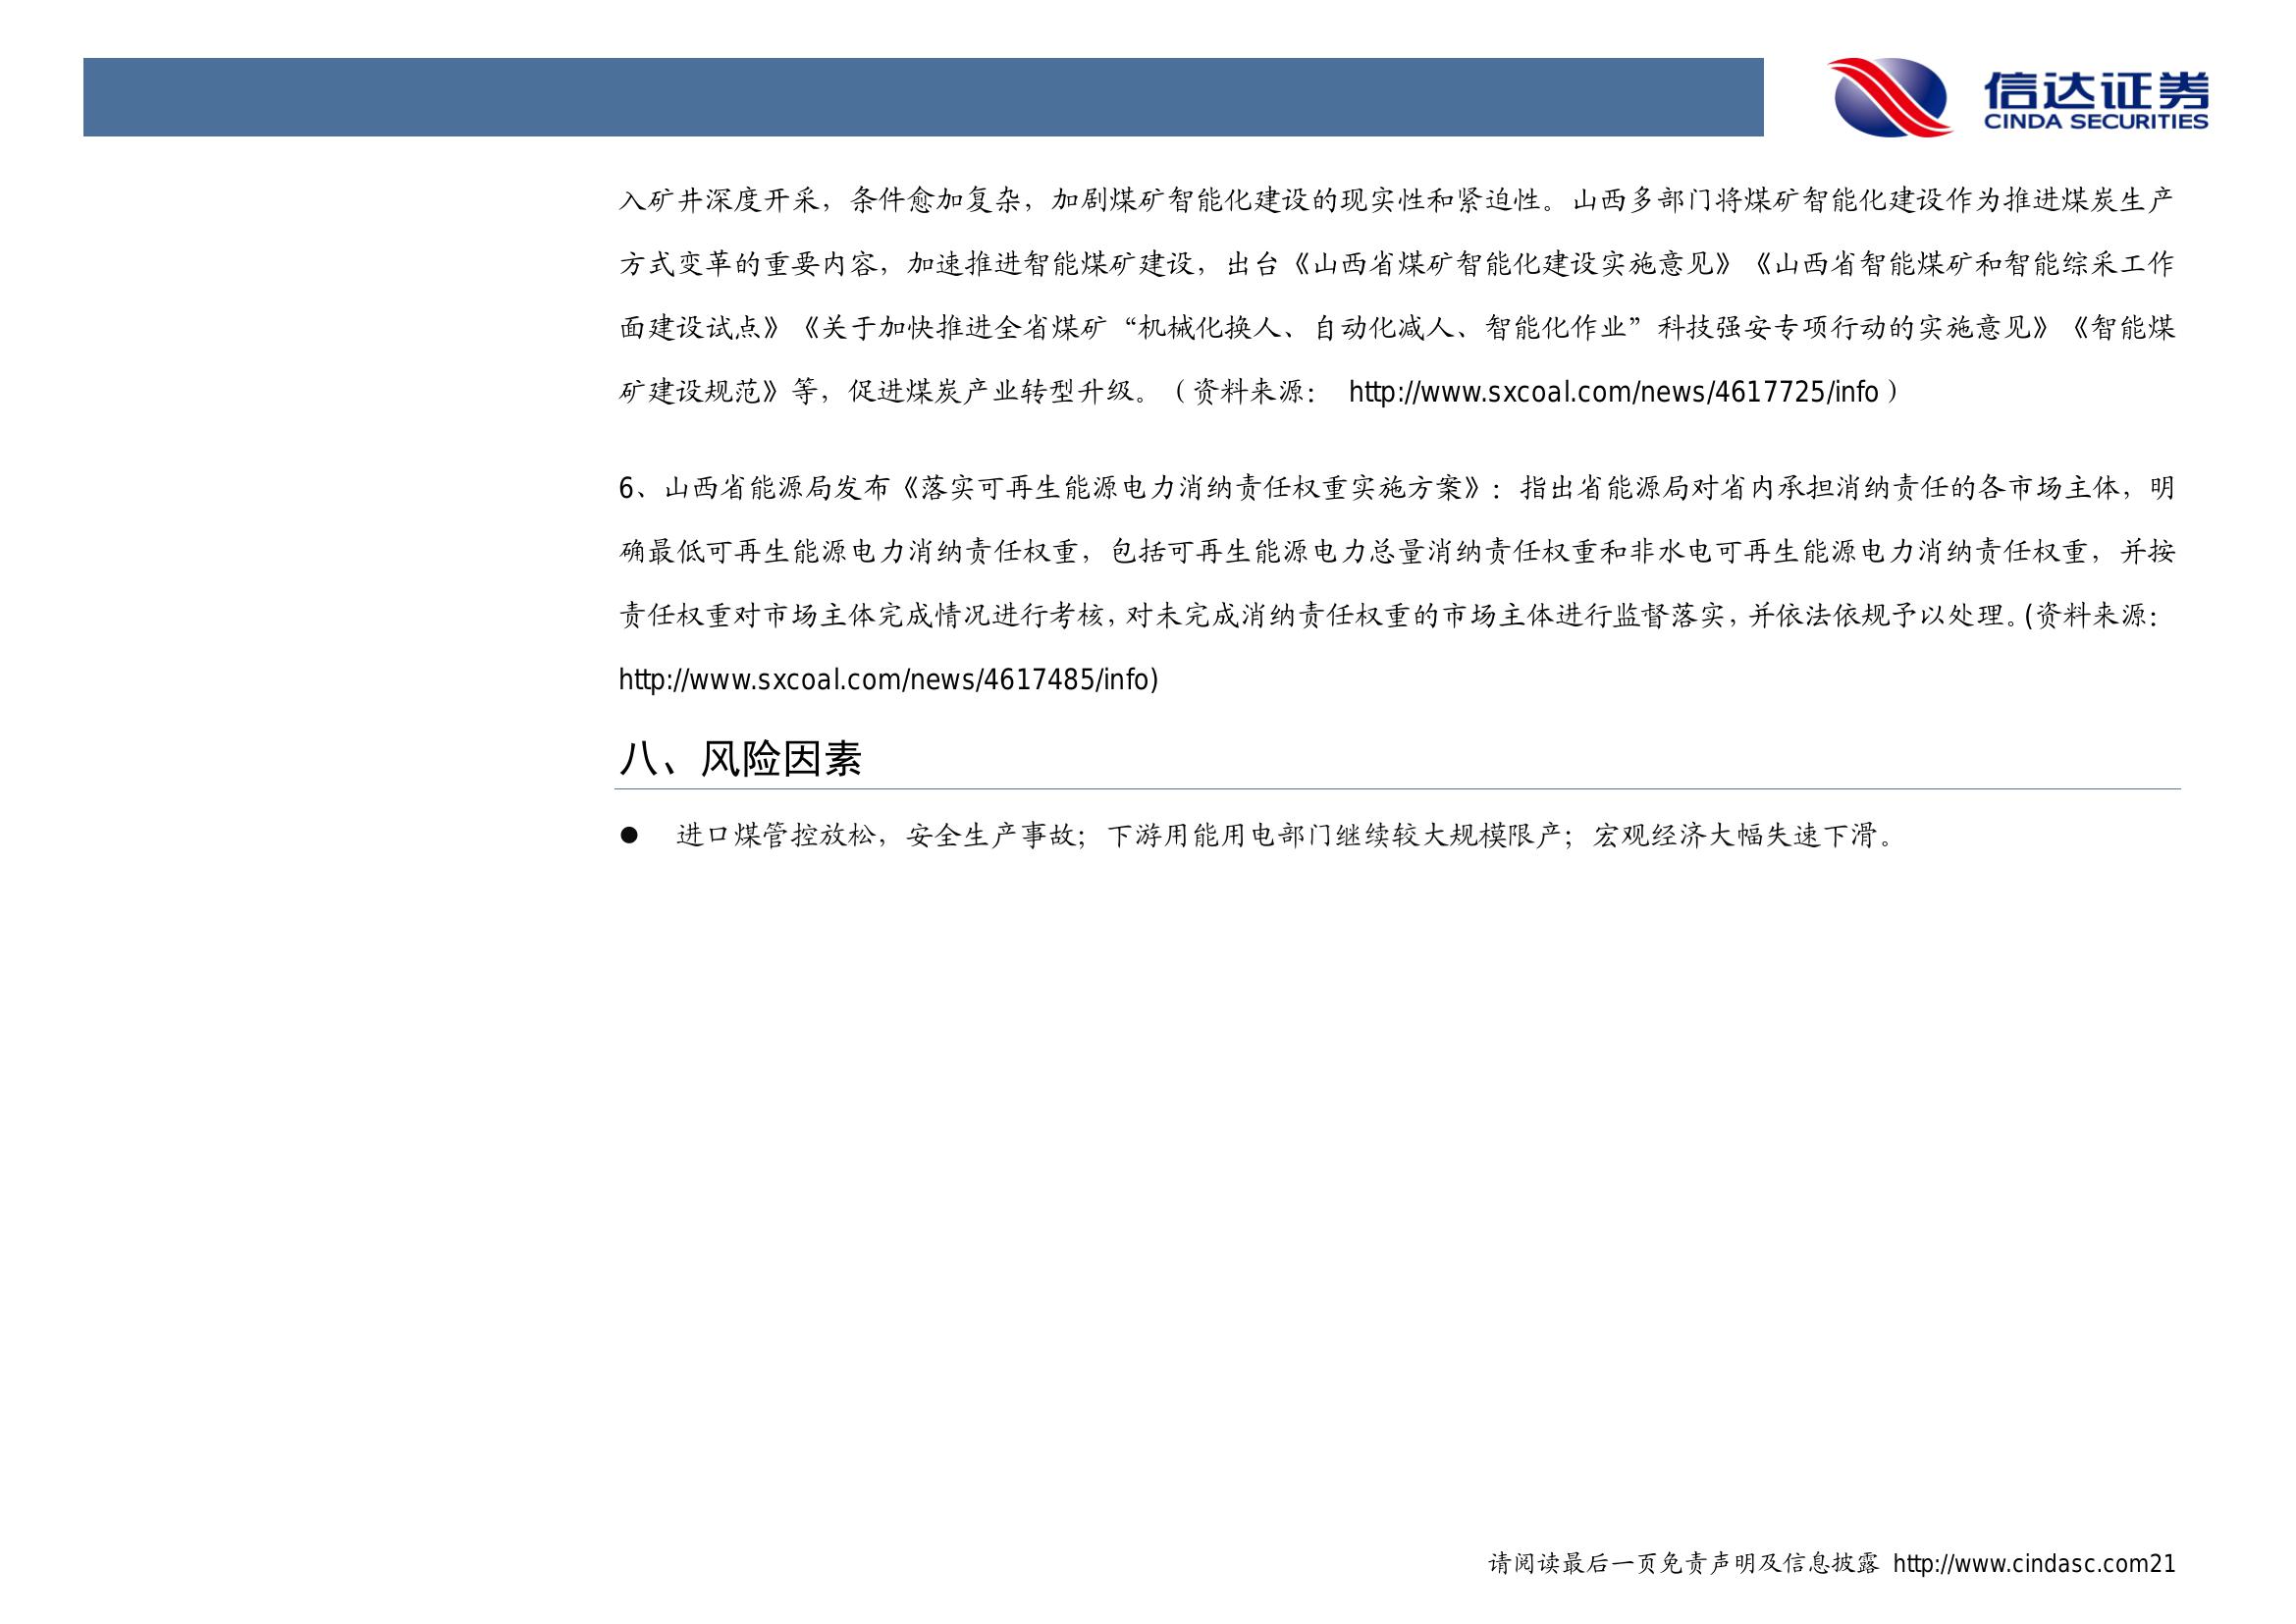 信达证券
CINDA SECURITIES
入矿井深度开采，条件愈加复杂，加剧煤矿智能化建设的现实性和紧迫性。山西多部门将煤矿智能化建设作为推进煤炭生产
方式变革的重要内容，加速推进智能煤矿建设，出台《山西省煤矿智能化建设实施意见》《山西省智能煤矿和智能综采工作
面建设试点》《关于加快推进全省煤矿“机械化换人、自动化减人、智能化作业”科技强安专项行动的实施意见》《智能煤
矿建设规范》等，促进煤炭产业转型升级。（资料来源： http://www.sxcoal.com/news/4617725/info）
6、山西省能源局发布《落实可再生能源电力消纳责任权重实施方案》：指出省能源局对省内承担消纳责任的各市场主体，明
确最低可再生能源电力消纳责任权重，包括可再生能源电力总量消纳责任权重和非水电可再生能源电力消纳责任权重，并按
责任权重对市场主体完成情况进行考核，对未完成消纳责任权重的市场主体进行监督落实，并依法依规予以处理。(资料来源：
http://www.sxcoal.com/news/4617485/info)
八、风险因素
● 进口煤管控放松，安全生产事故；下游用能用电部门继续较大规模限产；宏观经济大幅失速下滑。
请阅读最后一页免责声明及信息披露 http://www.cindasc.com21